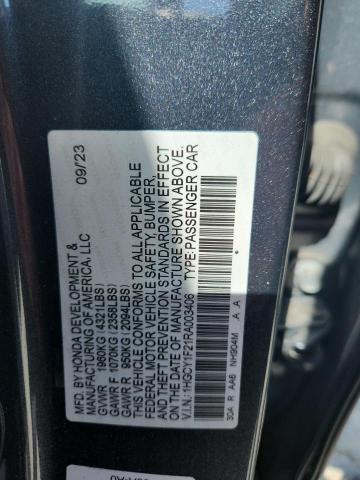 MFD. BY HONDA DEVELOPMENT & 09/23
MANUFACTURING OF AMERICA, LLC
GVWR 1960KG (4321LBS)
GAWR F 1070KG (2358LBS)
GAWR R 950KG (2094LBS)
THIS VEHICLE CONFORMS TO ALL APPLICABLE
FEDERAL MOTOR VEHICLE SAFETY, BUMPER,
AND THEFT PREVENTION STANDARDS IN EFFECT
ON THE DATE OF MANUFACTURE SHOWN ABOVE.
V.I.N.:1HGCY1F21RA003406 TYPE:PASSENGER CAR
30A R AA6 NH904M A A